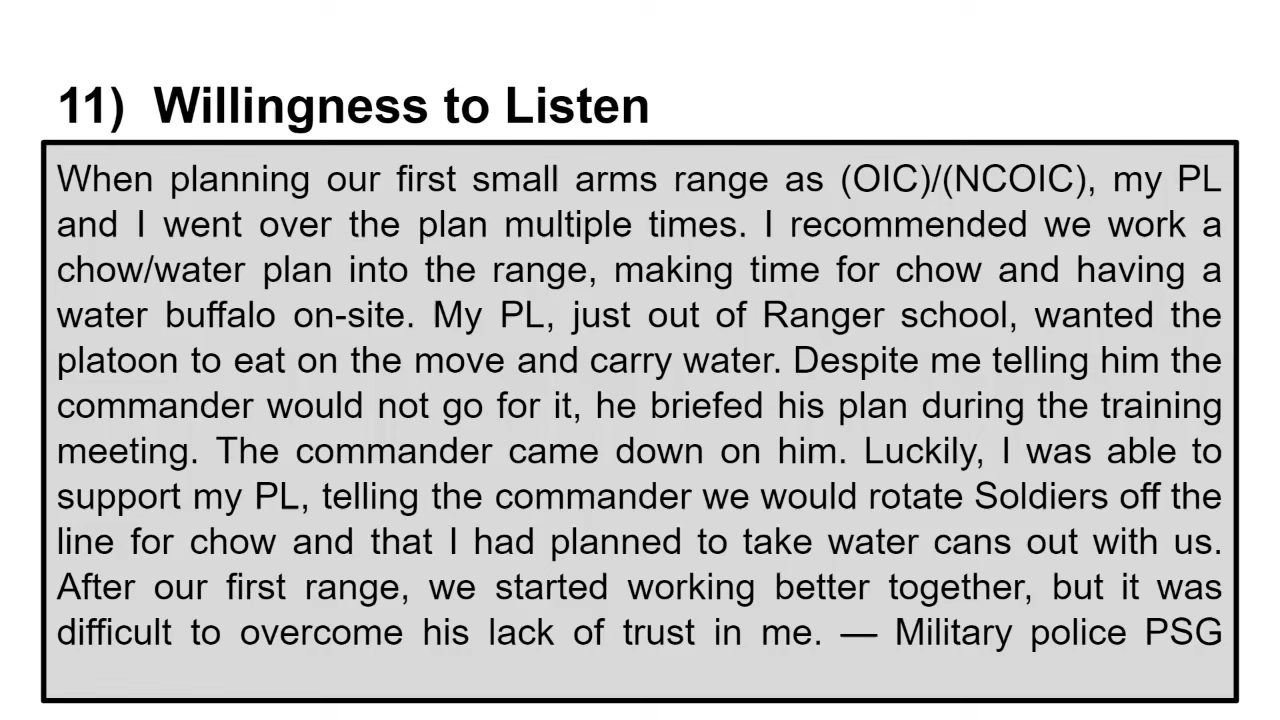 11) Willingness to Listen
When planning our first small arms range as (OIC)/(NCOIC), my PL
and I went over the plan multiple times. I recommended we work a
chow/water plan into the range, making time for chow and having a
water buffalo on-site. My PL, just out of Ranger school, wanted the
platoon to eat on the move and carry water. Despite me telling him the
commander would not go for it, he briefed his plan during the training
meeting. The commander came down on him. Luckily, I was able to
support my PL, telling the commander we would rotate Soldiers off the
line for chow and that I had planned to take water cans out with us.
After our first range, we started working better together, but it was
difficult to overcome his lack of trust in me. — Military police PSG